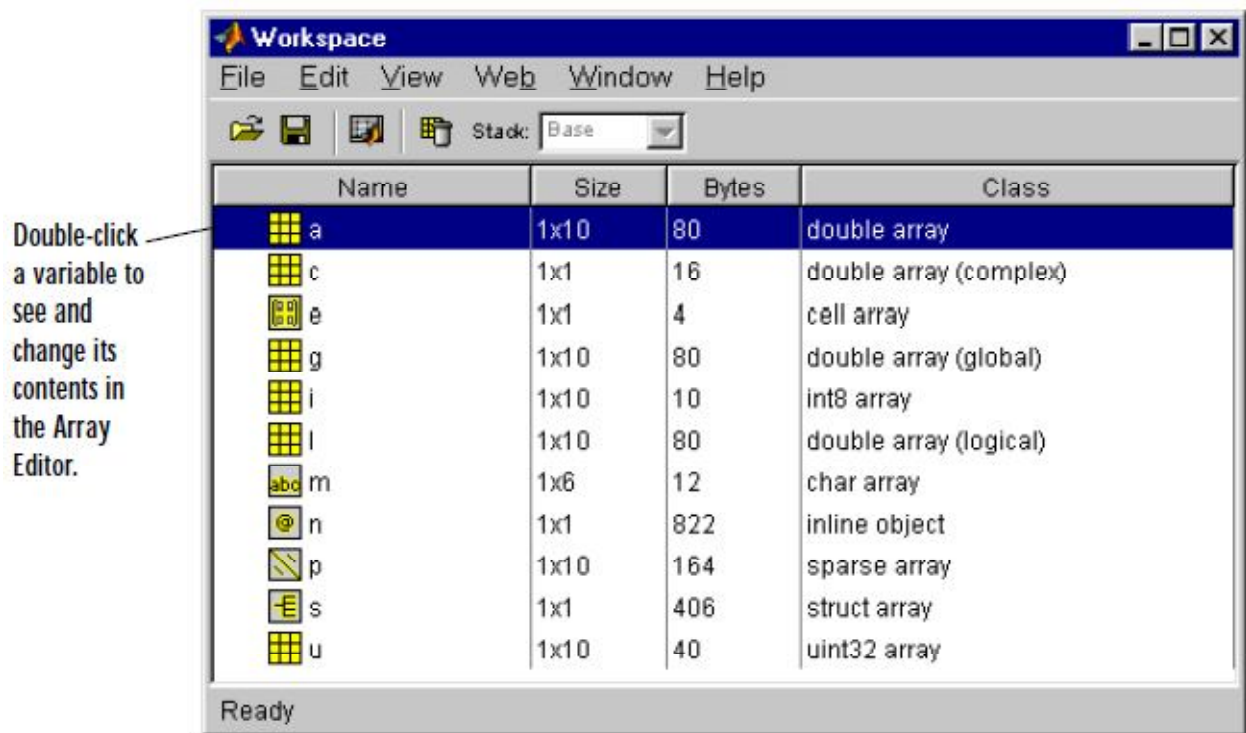 Workspace
File Edit View Web Window Help
Stack: Base
Name Size Bytes Class
a 1x10 80 double array
c 1x1 16 double array (complex)
e 1x1 4 cell array
g 1x10 80 double array (global)
i 1x10 10 int8 array
l 1x10 80 double array (logical)
abc m 1x6 12 char array
@ n 1x1 822 inline object
p 1x10 164 sparse array
s 1x1 406 struct array
u 1x10 40 uint32 array
Ready
Double-click
a variable to
see and
change its
contents in
the Array
Editor.